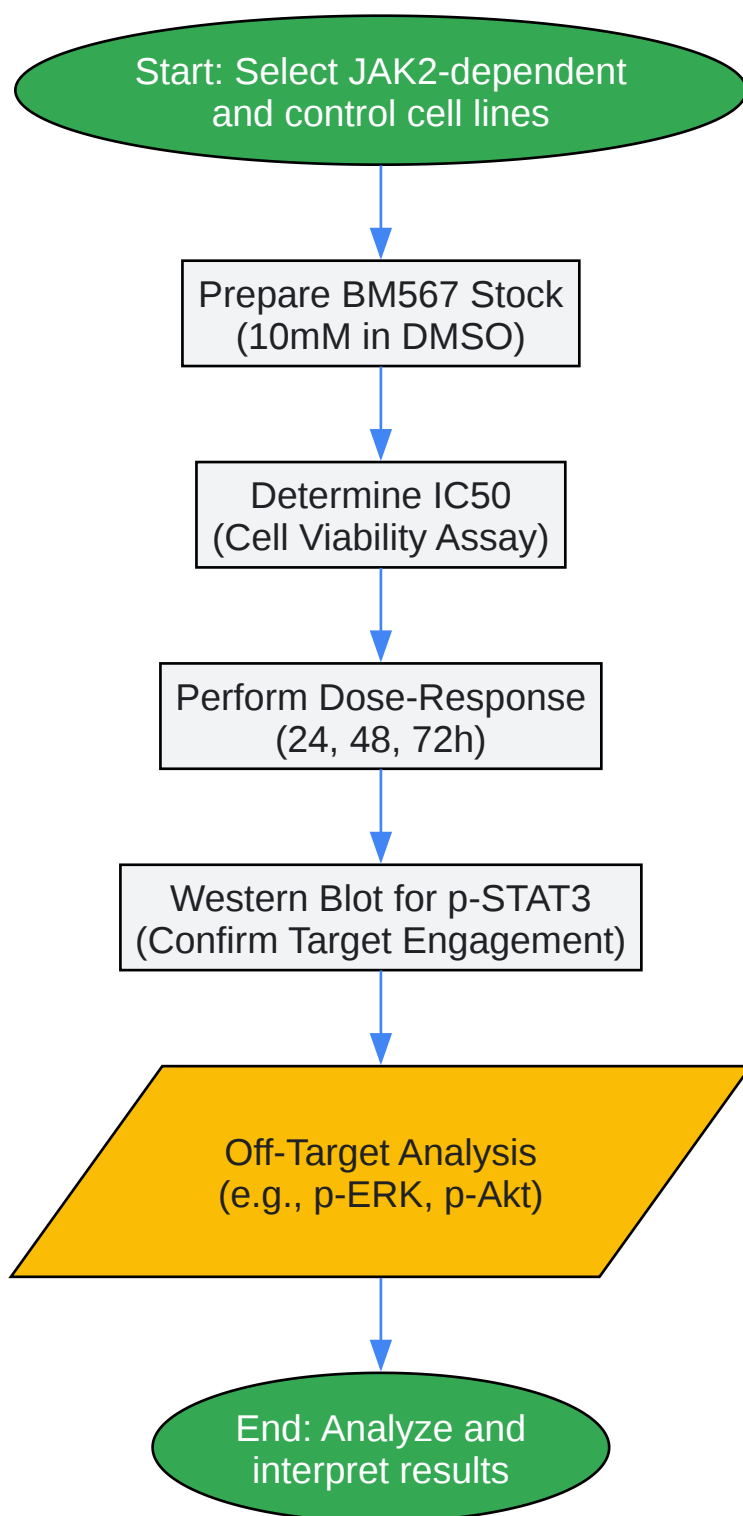 Start: Select JAK2-dependent
and control cell lines
Prepare BM567 Stock
(10mM in DMSO)
Determine IC50
(Cell Viability Assay)
Perform Dose-Response
(24, 48, 72h)
Western Blot for p-STAT3
(Confirm Target Engagement)
Off-Target Analysis
(e.g., p-ERK, p-Akt)
End: Analyze and
interpret results